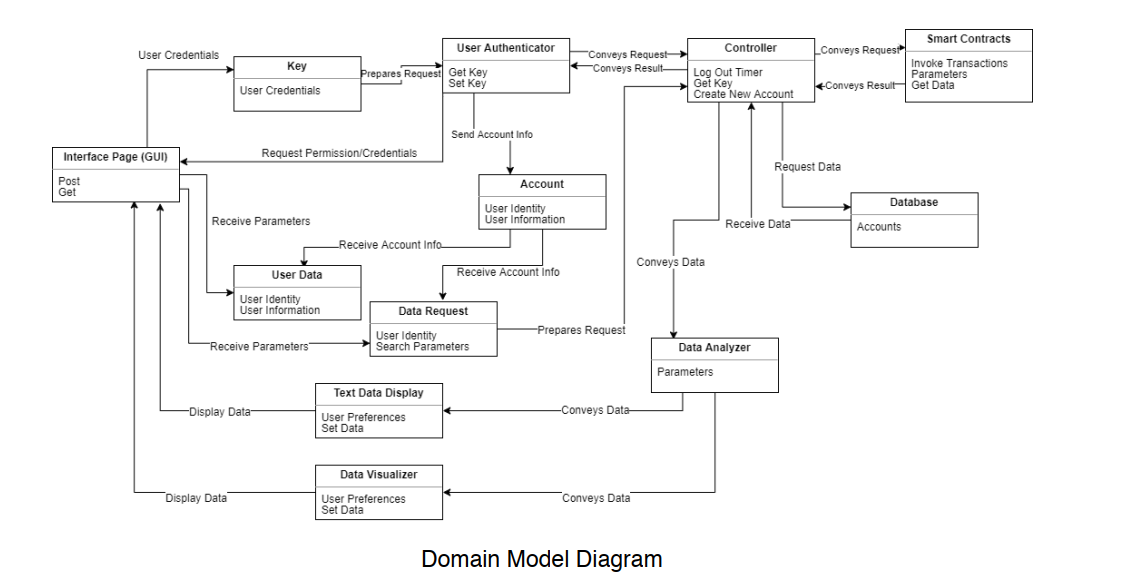 User Credentials
Key
User Credentials
Prepares Request
User Authenticator
Get Key
Set Key
Conveys Request
Conveys Result
Controller
Log Out Timer
Get Key
Create New Account
Conveys Request
Conveys Result
Smart Contracts
Invoke Transactions
Parameters
Get Data
Send Account Info
Request Permission/Credentials
Interface Page (GUI)
Post
Get
Request Data
Account
User Identity
User Information
Database
Accounts
Receive Parameters
Receive Data
Receive Account Info
Receive Account Info
Conveys Data
User Data
User Identity
User Information
Data Request
User Identity
Search Parameters
Prepares Request
Receive Parameters
Data Analyzer
Parameters
Text Data Display
User Preferences
Set Data
Display Data
Conveys Data
Data Visualizer
User Preferences
Set Data
Display Data
Conveys Data
Domain Model Diagram